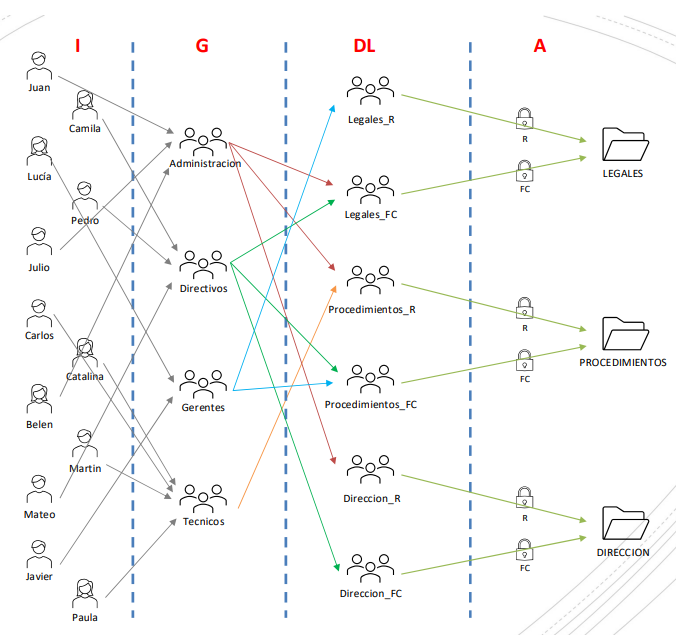 I
G
DL
A
Juan
Camila
Lucía
Pedro
Julio
Carlos
Catalina
Belen
Martin
Mateo
Javier
Paula
Administracion
Directivos
Gerentes
Tecnicos
Legales_R
Legales_FC
Procedimientos_R
Procedimientos_FC
Direccion_R
Direccion_FC
R
FC
R
FC
R
FC
LEGALES
PROCEDIMIENTOS
DIRECCION